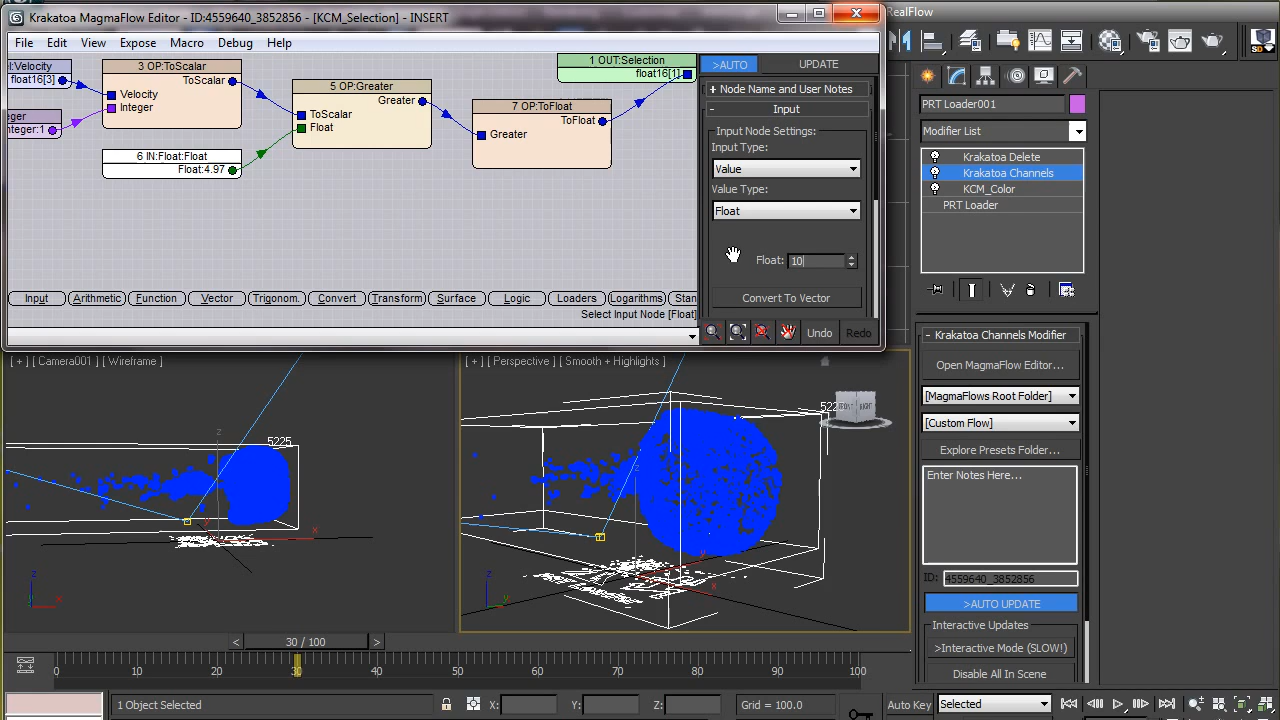 Krakatoa MagmaFlow Editor - ID:4559640_3852856 - [KCM_Selection] - INSERT
File Edit View Expose Macro Debug Help
l:Velocity
float16[3]
eger
nteger:1
3 OP:ToScalar
ToScalar
Velocity
Integer
6 IN:Float:Float
Float:4.97
5 OP:Greater
Greater
ToScalar
Float
7 OP:ToFloat
ToFloat
Greater
1 OUT:Selection
float16[1]
Input Arithmetic Function Vector Trigonom. Convert Transform Surface Logic Loaders Logarithms Stan
Select Input Node [Float]
>AUTO UPDATE
+ Node Name and User Notes
- Input
Input Node Settings:
Input Type:
Value
Value Type:
Float
Float: 10
Convert To Vector
Undo Redo
RealFlow
PRT Loader001
Modifier List
Krakatoa Delete
Krakatoa Channels
KCM_Color
PRT Loader
- Krakatoa Channels Modifier
Open MagmaFlow Editor...
[MagmaFlows Root Folder]
[Custom Flow]
Explore Presets Folder...
Enter Notes Here...
ID: 4559640_3852856
>AUTO UPDATE
Interactive Updates
>Interactive Mode (SLOW!)
Disable All In Scene
[ + ] [ Camera001 ] [ Wireframe ]
5225
z
x
y
z
x
[ + ] [ Perspective ] [ Smooth + Highlights ]
522
FRONT RIGHT
z
y
x
z
y
< 30 / 100 >
0 10 20 30 40 50 60 70 80 90 100
1 Object Selected
X: Y: Z:
Grid = 100.0
Auto Key
Selected